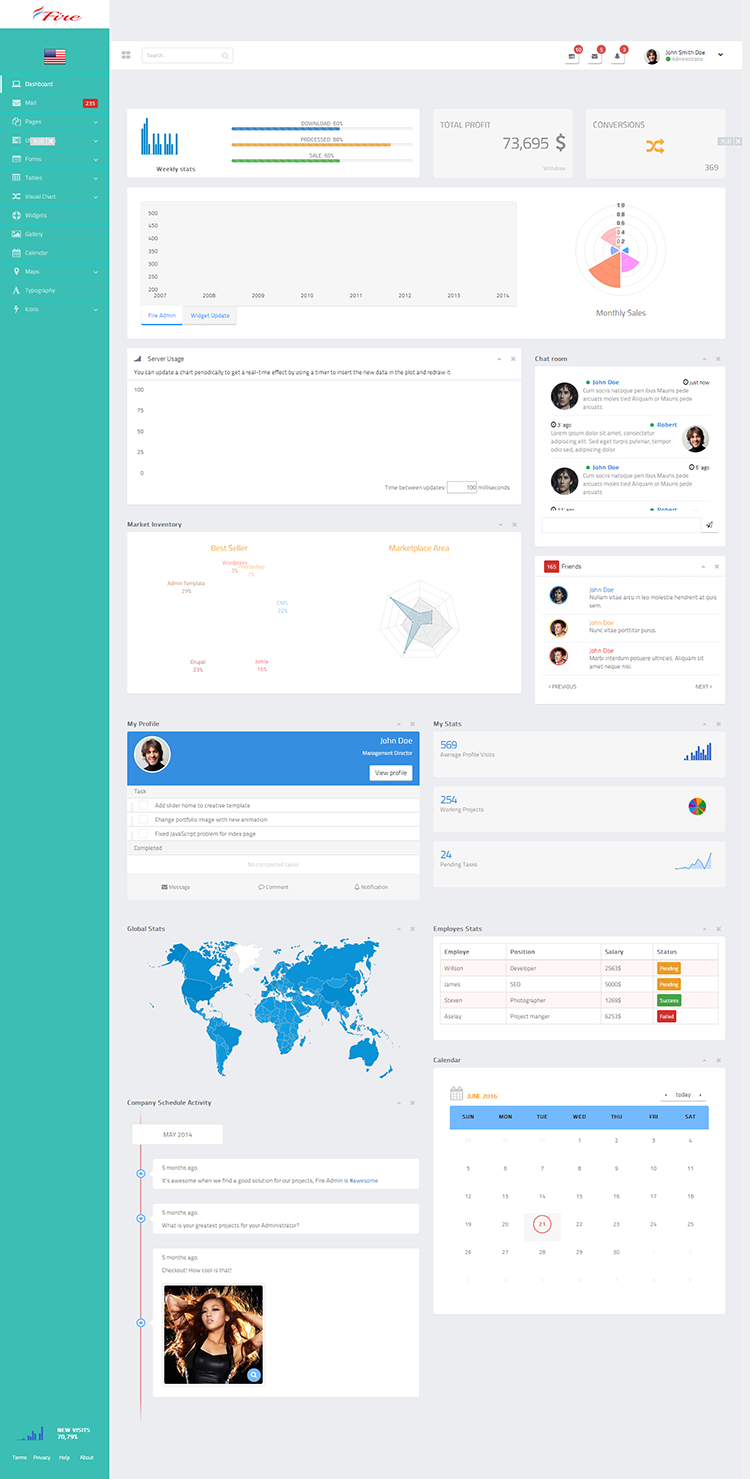 Fire
Dashboard
Mail
235
Pages
Forms
Tables
Visual Chart
Widgets
Gallery
Calendar
Maps
Typography
Icons
NEW VISITS
70,79%
Terms Privacy Help About
Search...
5
3
John Smith Doe
Administrator
Weekly stats
DOWNLOAD: 60%
PROCESSED: 88%
SALE: 60%
TOTAL PROFIT
73,695 $
Withdraw
CONVERSIONS
369
500
450
400
350
300
250
200
2007 2008 2009 2010 2011 2012 2013 2014
Fire Admin Widget Update
1.0
0.8
0.6
0.4
0.2
Monthly Sales
Server Usage
You can update a chart periodically to get a real-time effect by using a timer to insert the new data in the plot and redraw it.
100
75
50
25
0
Time between updates: 100 milliseconds
Chat room
John Doe just now
Cum sociis natoque pen ibus Mauris pede
arcuats moles tied Aliquam or Mauris pede
arcuats
3' ago Robert
Lorem ipsum dolor sit amet, consectetur
adipiscing elit. Sed eget turpis pulvinar, tempor
odio sed, adipiscing dolor.
John Doe 6' ago
Cum sociis natoque pen ibus Mauris pede
arcuats moles tied Aliquam or Mauris pede
arcuats
Robert
Market Inventory
Best Seller
Wordpress
3%
7%
Admin Template
29%
CMS
22%
Drupal
23%
16%
Marketplace Area
165 Friends
John Doe
Nullam vitae arcu in leo molestie hendrerit at quis
sem.
John Doe
Nunc vitae porttitor purus.
John Doe
Morbi interdum posuere ultricies. Aliquam sit
amet neque nisl.
‹ PREVIOUS NEXT ›
My Profile
John Doe
Management Director
View profile
Task
Add slider home to creative template
Change portfolio image with new animation
Fixed JavaScript problem for index page
Completed
No completed tasks
Message Comment Notification
My Stats
569
Average Profile Visits
254
Working Projects
24
Pending Tasks
Global Stats
Employes Stats
Employe Position Salary Status
Willson Developer 2563$ Pending
James SEO 5000$ Pending
Steven Photographer 1269$ Success
Aselay Project manger 6253$ Failed
Company Schedule Activity
MAY 2014
5 months ago.
It's awesome when we find a good solution for our projects, Fire Admin is #awesome
5 months ago.
What is your greatest projects for your Administrator?
5 months ago.
Checkout! How cool is that!
Calendar
JUNE 2016
today
SUN MON TUE WED THU FRI SAT
29 30 31 1 2 3 4
5 6 7 8 9 10 11
12 13 14 15 16 17 18
19 20 21 22 23 24 25
26 27 28 29 30 1 2
3 4 5 6 7 8 9